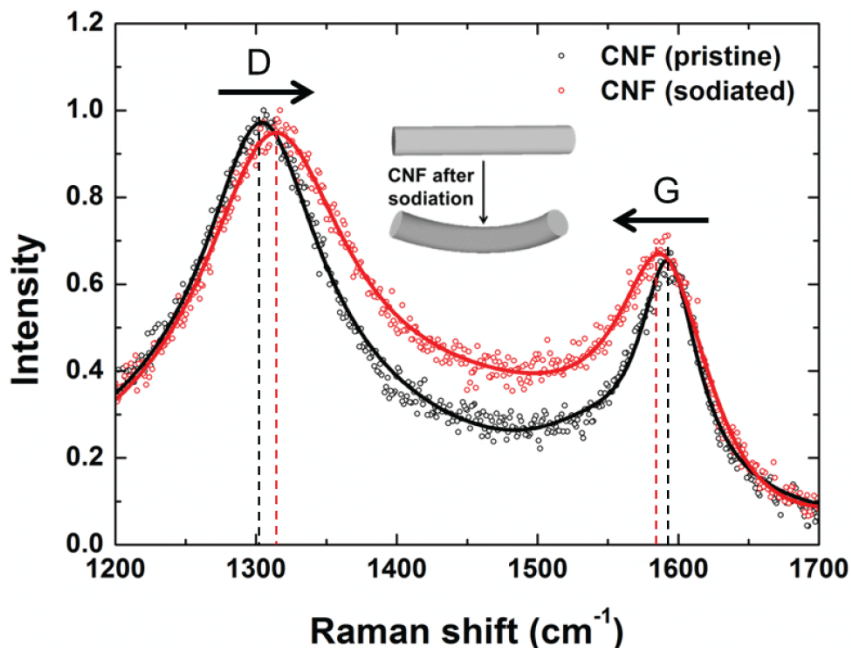 1.2
1.0
0.8
0.6
0.4
0.2
0.0
Intensity
D
CNF (pristine)
CNF (sodiated)
CNF after
sodiation
G
1200 1300 1400 1500 1600 1700
Raman shift (cm⁻¹)